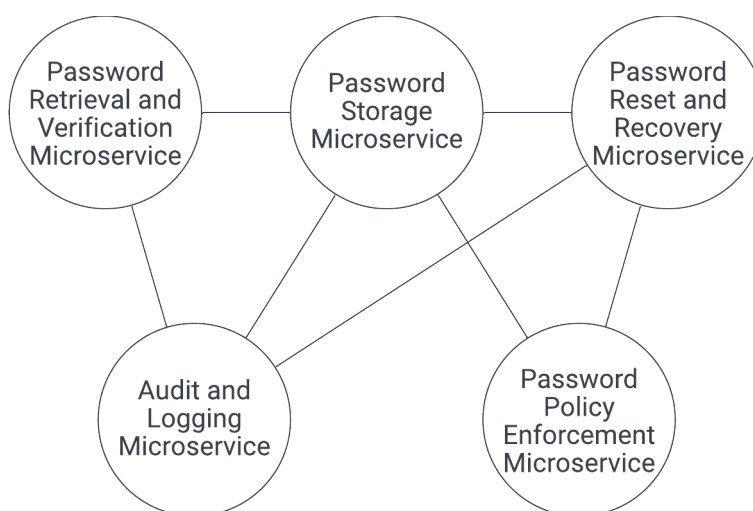 Password
Retrieval and
Verification
Microservice
Password
Storage
Microservice
Password
Reset and
Recovery
Microservice
Audit and
Logging
Microservice
Password
Policy
Enforcement
Microservice